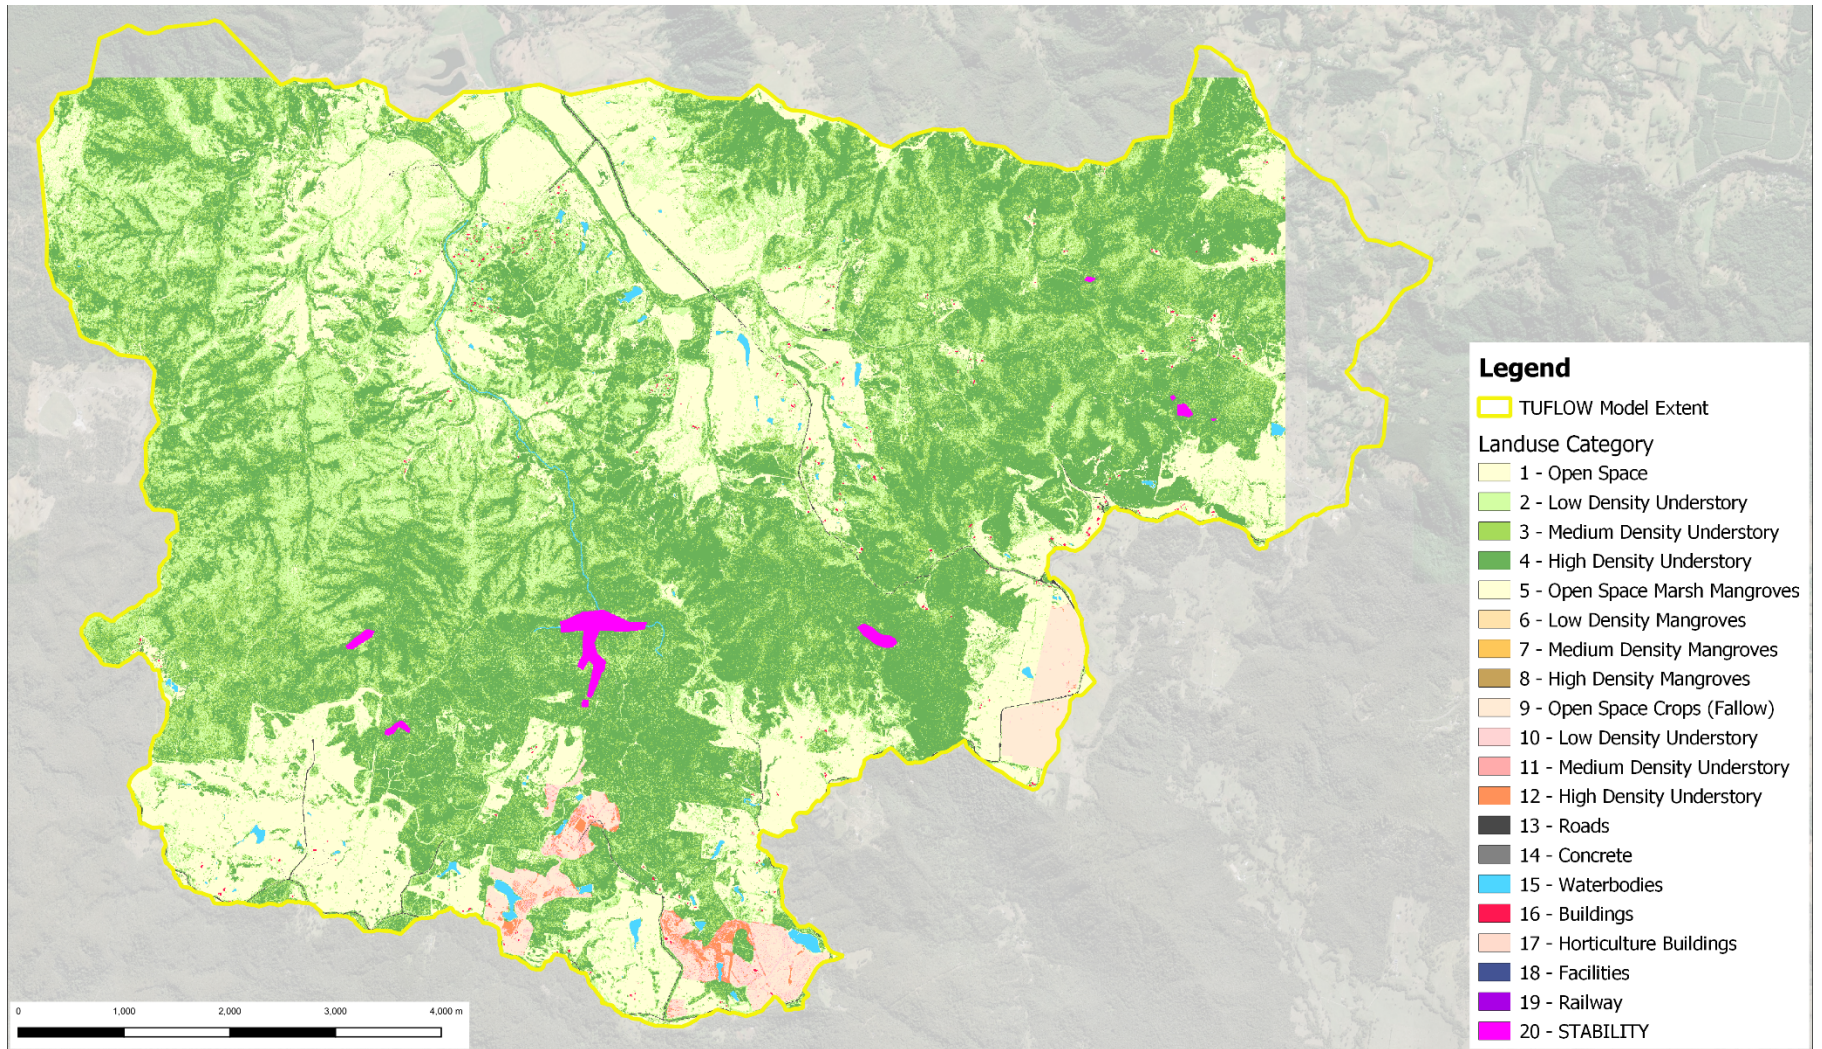 Legend
TUFLOW Model Extent
Landuse Category
1 - Open Space
2 - Low Density Understory
3 - Medium Density Understory
4 - High Density Understory
5 - Open Space Marsh Mangroves
6 - Low Density Mangroves
7 - Medium Density Mangroves
8 - High Density Mangroves
9 - Open Space Crops (Fallow)
10 - Low Density Understory
11 - Medium Density Understory
12 - High Density Understory
13 - Roads
14 - Concrete
15 - Waterbodies
16 - Buildings
17 - Horticulture Buildings
18 - Facilities
19 - Railway
20 - STABILITY
0 1,000 2,000 3,000 4,000 m